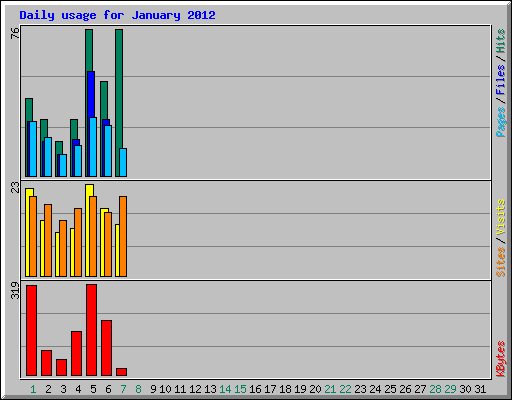 Daily usage for January 2012
76
Pages / Files / Hits
23
Sites / Visits
319
KBytes
1 2 3 4 5 6 7 8 9 10 11 12 13 14 15 16 17 18 19 20 21 22 23 24 25 26 27 28 29 30 31